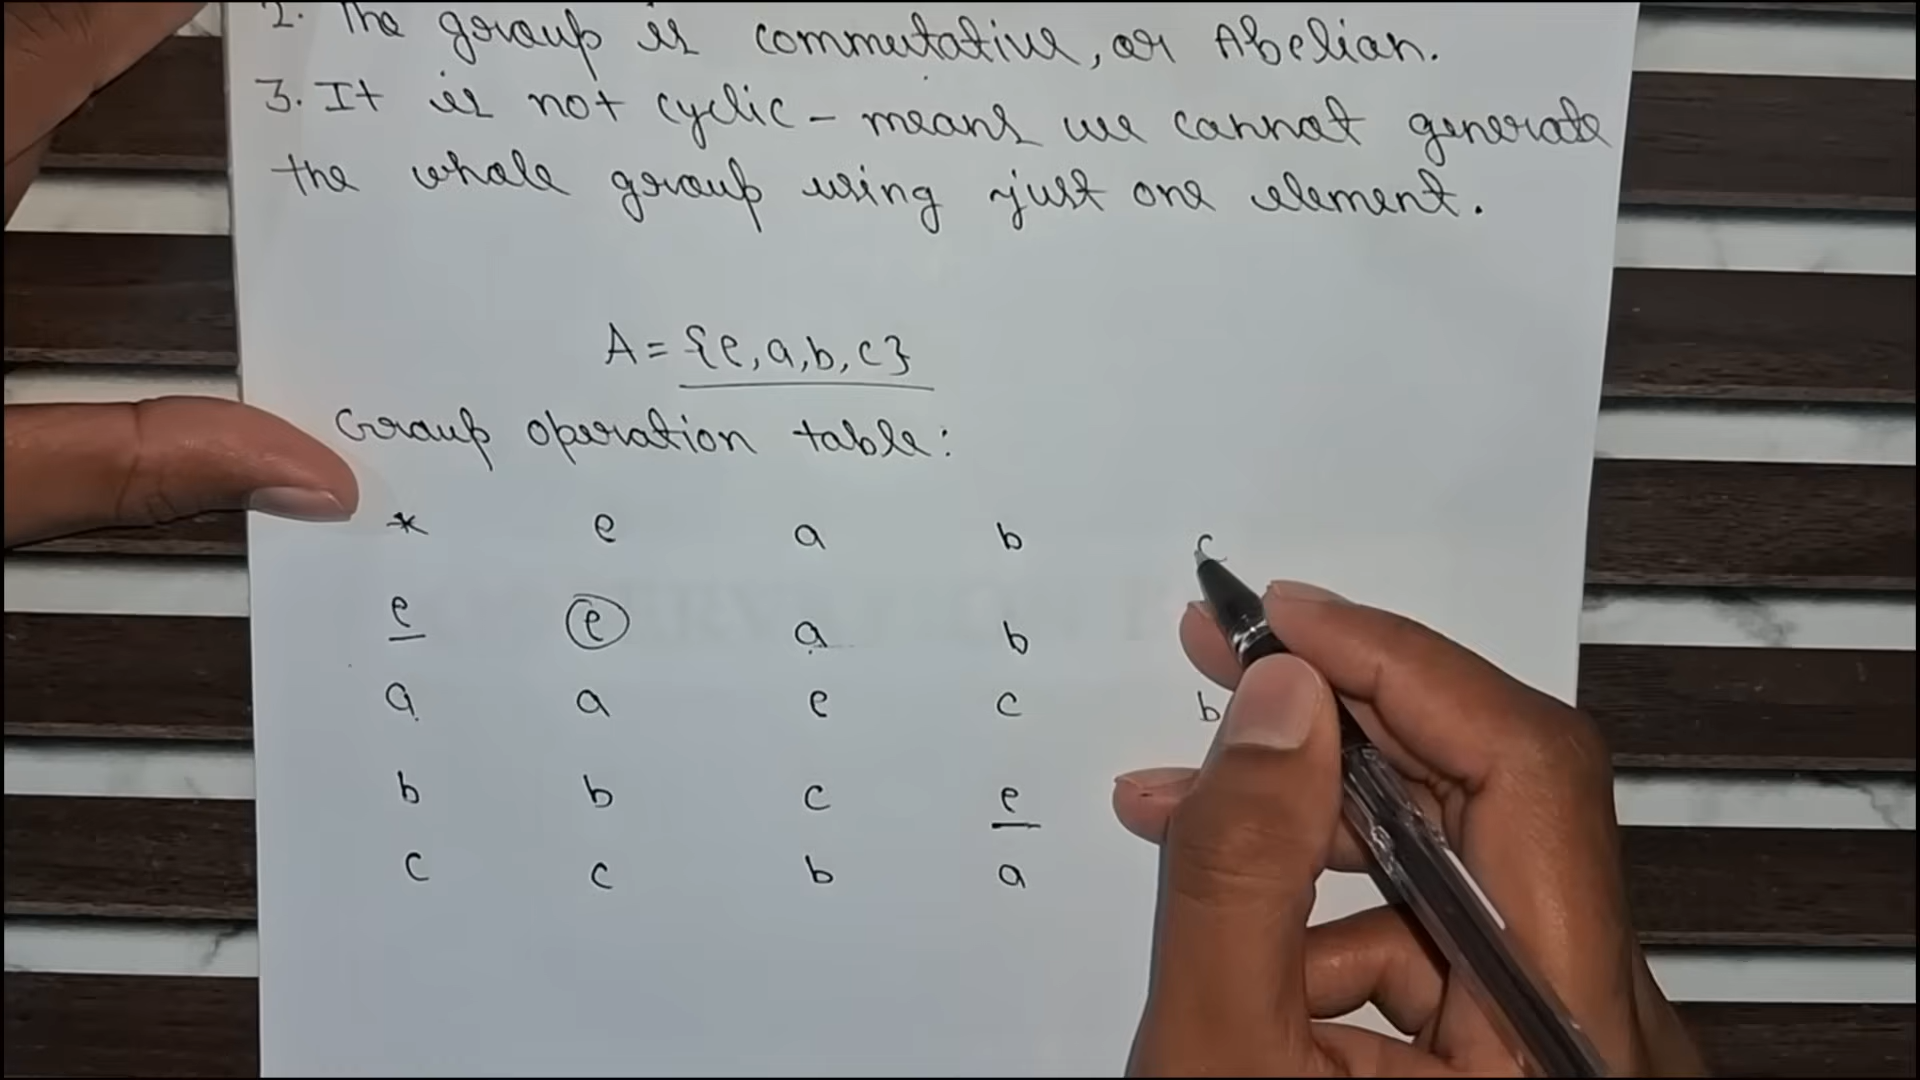 2. The group is commutative, or Abelian.
3. It is not cyclic - means we cannot generate
the whole group using just one element.
A = {e, a, b, c}
Group operation table:
* e a b c
e e a b
a a e c b
b b c e
c c b a